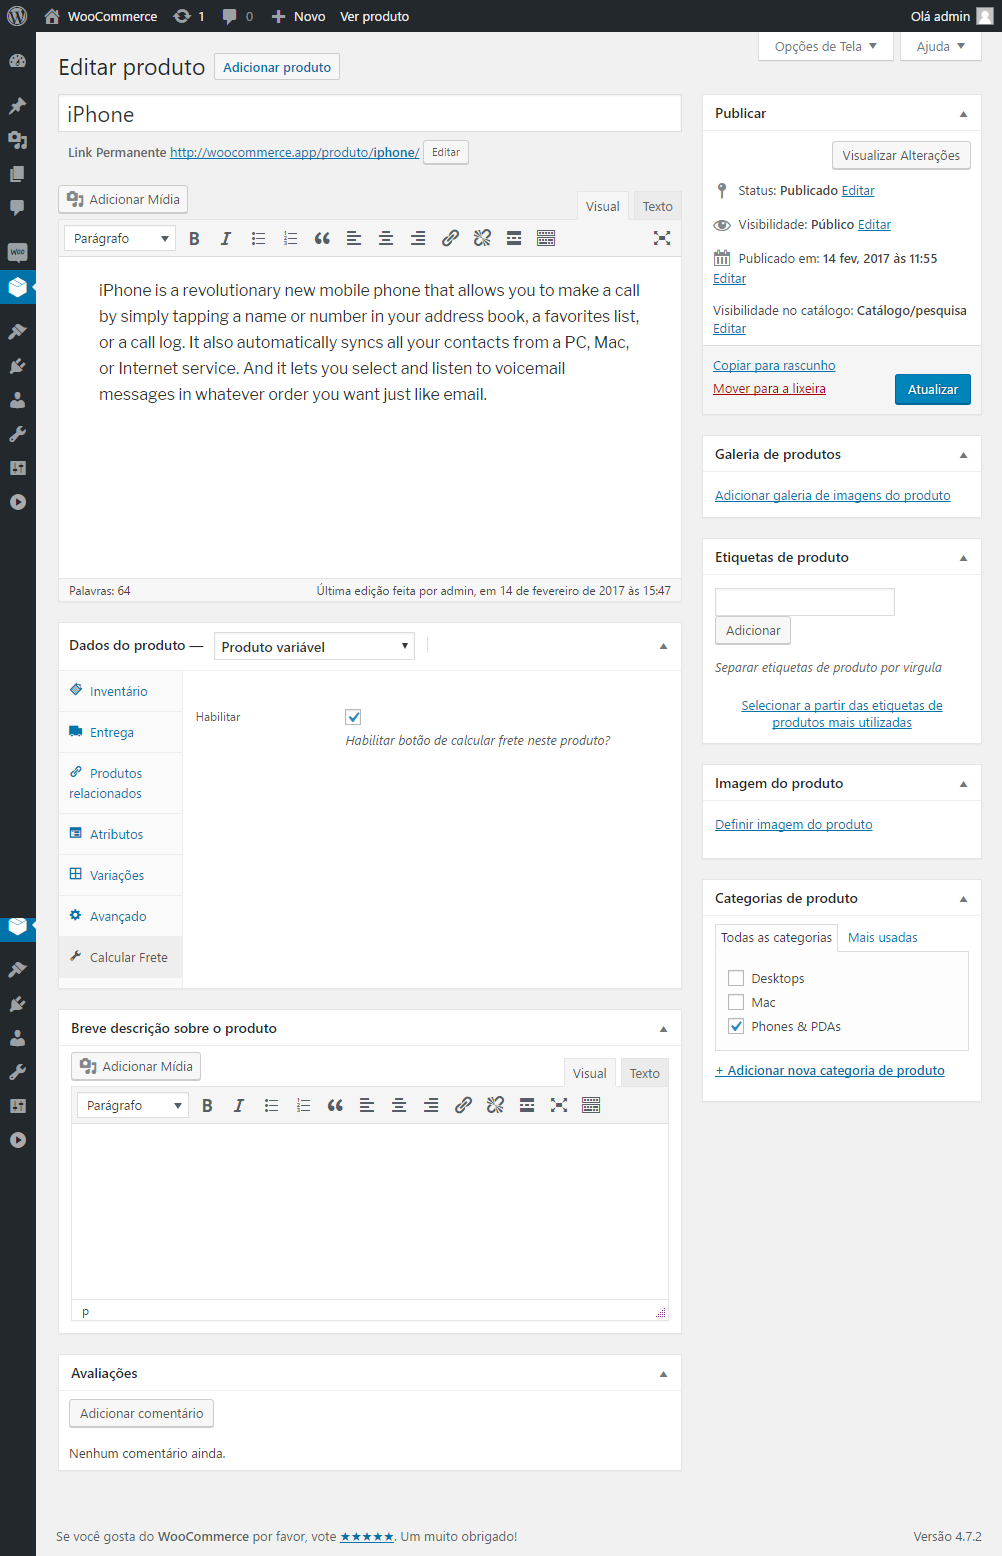 WooCommerce 1 0 Novo Ver produto Olá admin
Opções de Tela Ajuda
Editar produto Adicionar produto
iPhone
Link Permanente http://woocommerce.app/produto/iphone/ Editar
Adicionar Mídia Visual Texto
Parágrafo
iPhone is a revolutionary new mobile phone that allows you to make a call
by simply tapping a name or number in your address book, a favorites list,
or a call log. It also automatically syncs all your contacts from a PC, Mac,
or Internet service. And it lets you select and listen to voicemail
messages in whatever order you want just like email.
Palavras: 64 Última edição feita por admin, em 14 de fevereiro de 2017 às 15:47
Dados do produto — Produto variável
Inventário
Entrega
Produtos
relacionados
Atributos
Variações
Avançado
Calcular Frete
Habilitar
Habilitar botão de calcular frete neste produto?
Breve descrição sobre o produto
Adicionar Mídia Visual Texto
Parágrafo
p
Avaliações
Adicionar comentário
Nenhum comentário ainda.
Publicar
Visualizar Alterações
Status: Publicado Editar
Visibilidade: Público Editar
Publicado em: 14 fev, 2017 às 11:55
Editar
Visibilidade no catálogo: Catálogo/pesquisa
Editar
Copiar para rascunho
Mover para a lixeira
Atualizar
Galeria de produtos
Adicionar galeria de imagens do produto
Etiquetas de produto
Adicionar
Separar etiquetas de produto por virgula
Selecionar a partir das etiquetas de
produtos mais utilizadas
Imagem do produto
Definir imagem do produto
Categorias de produto
Todas as categorias Mais usadas
Desktops
Mac
Phones & PDAs
+ Adicionar nova categoria de produto
Se você gosta do WooCommerce por favor, vote ★★★★★. Um muito obrigado! Versão 4.7.2